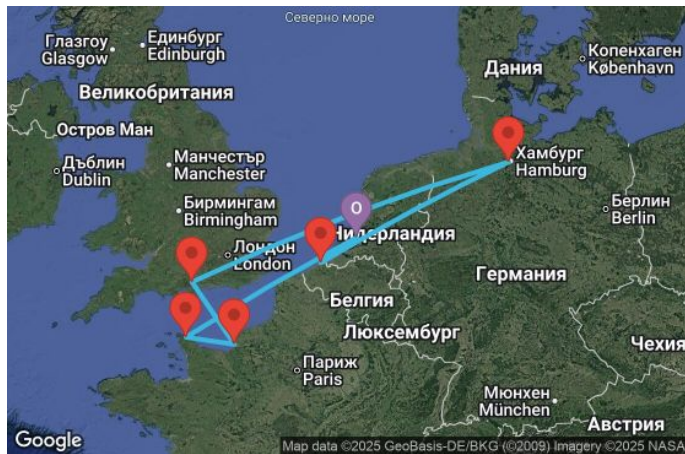 Северно море
Глазгоу
Glasgow
Единбург
Edinburgh
Копенхаген
København
Дания
Великобритания
Остров Ман
Хамбург
Hamburg
Дъблин
Dublin
Манчестър
Manchester
Бирмингам
Birmingham
O
Берлин
Berlin
Нидерландия
Лондон
London
Германия
Белгия
Люксембург
Чехия
Париж
Paris
Мюнхен
München
Австрия
Google
Map data ©2025 GeoBasis-DE/BKG (©2009) Imagery ©2025 NASA